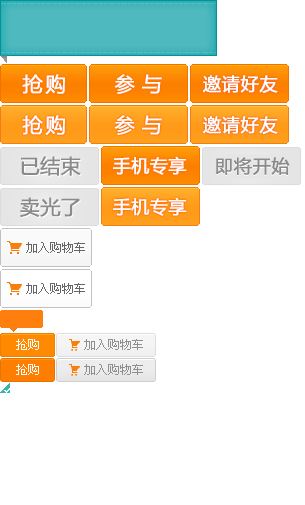 抢购 参与 邀请好友
抢购 参与 邀请好友
已结束 手机专享 即将开始
卖光了 手机专享
加入购物车
加入购物车
抢购 加入购物车
抢购 加入购物车